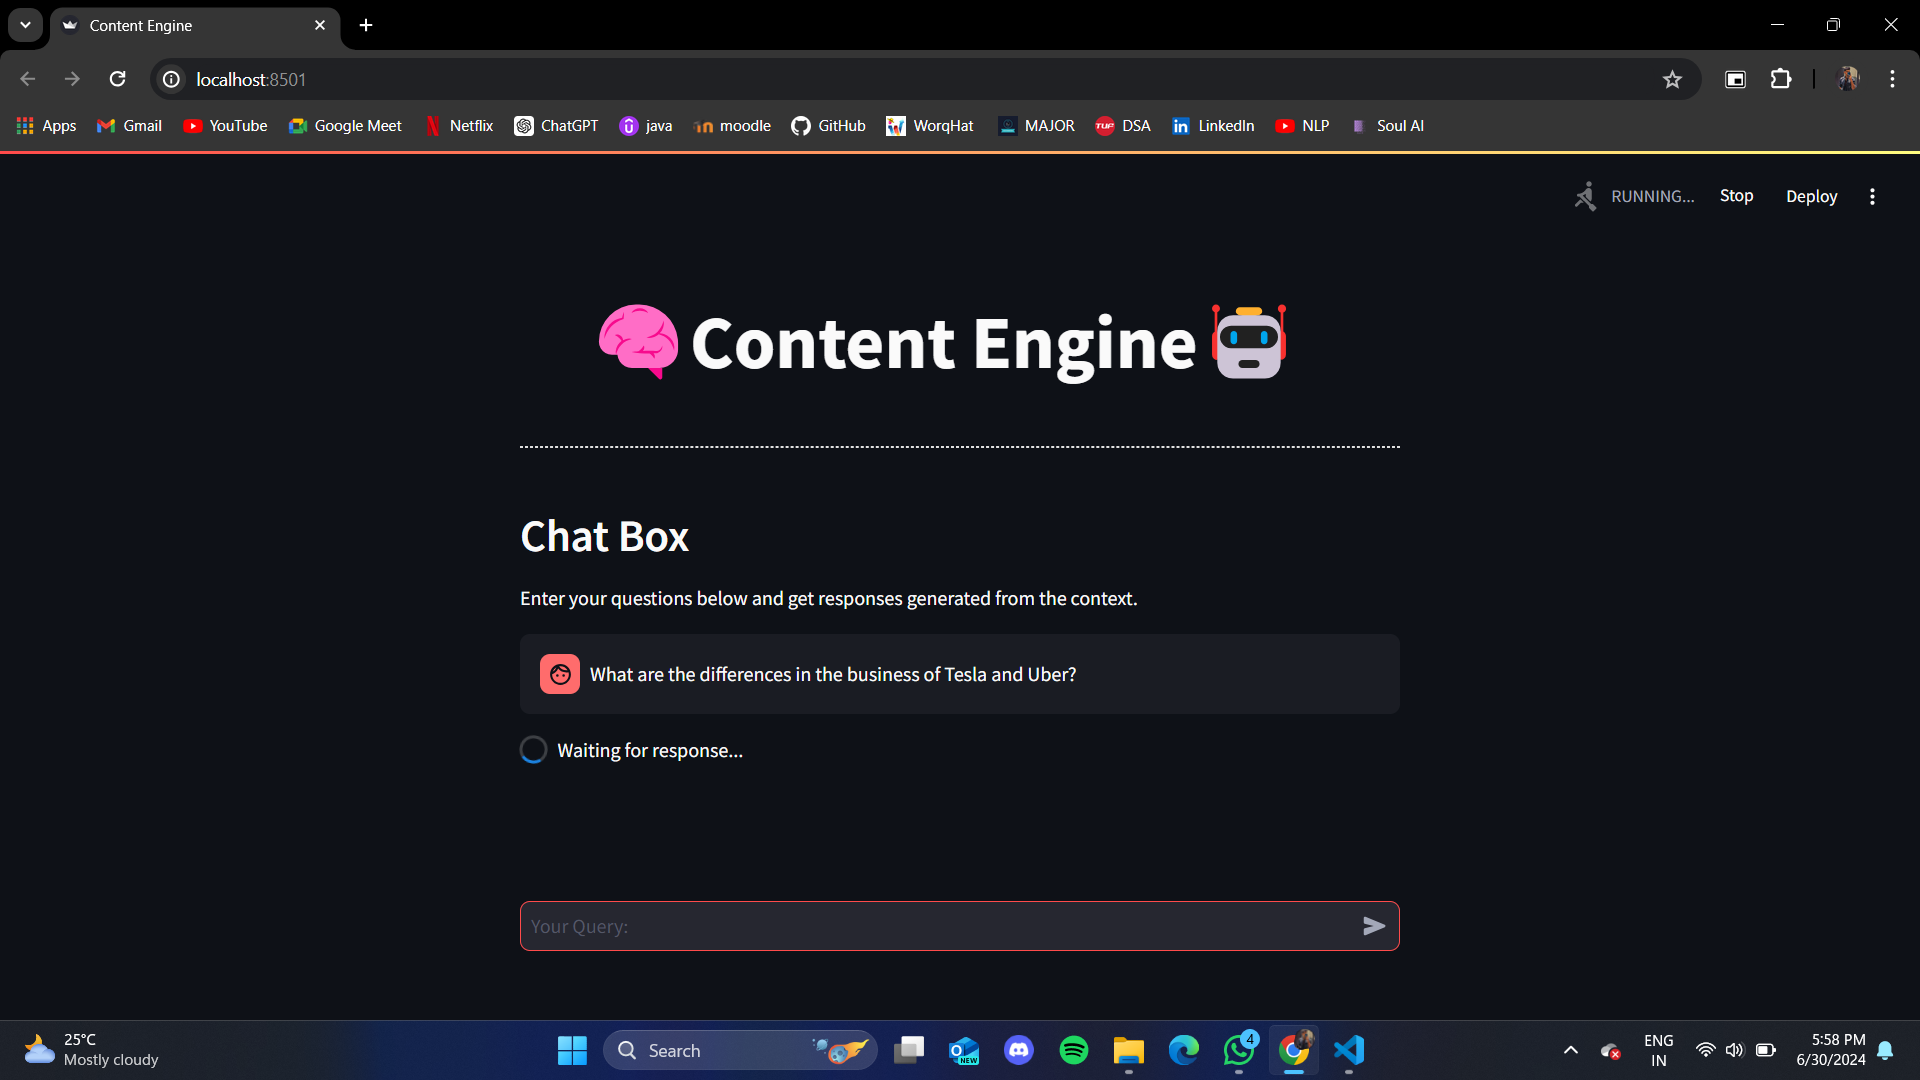 Content Engine
localhost:8501
Apps Gmail YouTube Google Meet Netflix ChatGPT java moodle GitHub WorqHat MAJOR TUF DSA LinkedIn NLP Soul AI
RUNNING... Stop Deploy
Content Engine
Chat Box
Enter your questions below and get responses generated from the context.
What are the differences in the business of Tesla and Uber?
Waiting for response...
Your Query:
25°C
Mostly cloudy
Search
NEW
4
ENG
IN
5:58 PM
6/30/2024